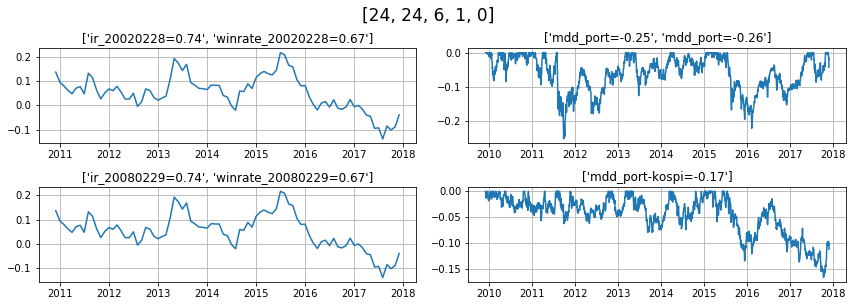 [24, 24, 6, 1, 0]
['ir_20020228=0.74', 'winrate_20020228=0.67']
0.2
0.1
0.0
−0.1
2011 2012 2013 2014 2015 2016 2017 2018
['mdd_port=-0.25', 'mdd_port=-0.26']
0.0
−0.1
−0.2
2010 2011 2012 2013 2014 2015 2016 2017 2018
['ir_20080229=0.74', 'winrate_20080229=0.67']
0.2
0.1
0.0
−0.1
2011 2012 2013 2014 2015 2016 2017 2018
['mdd_port-kospi=-0.17']
0.00
−0.05
−0.10
−0.15
2010 2011 2012 2013 2014 2015 2016 2017 2018